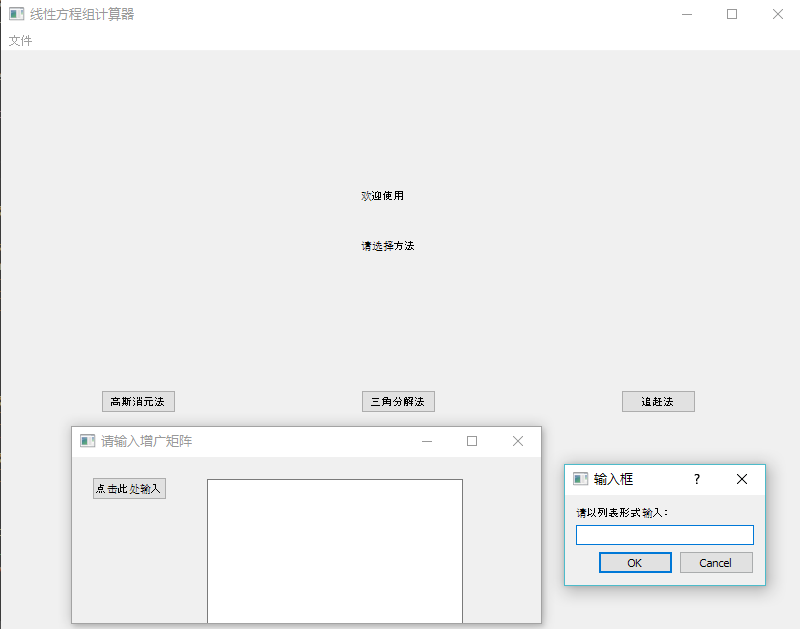 线性方程组计算器
文件
欢迎使用
请选择方法
高斯消元法
三角分解法
追赶法
请输入增广矩阵
点击此处输入
输入框
?
请以列表形式输入:
OK
Cancel